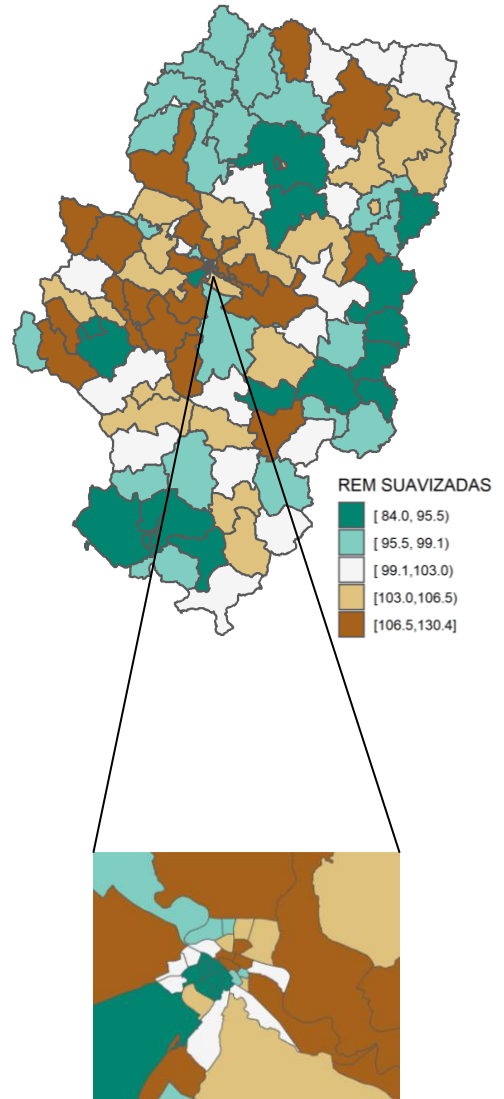 REM SUAVIZADAS
[ 84.0, 95.5)
[ 95.5, 99.1)
[ 99.1,103.0)
[103.0,106.5)
[106.5,130.4]